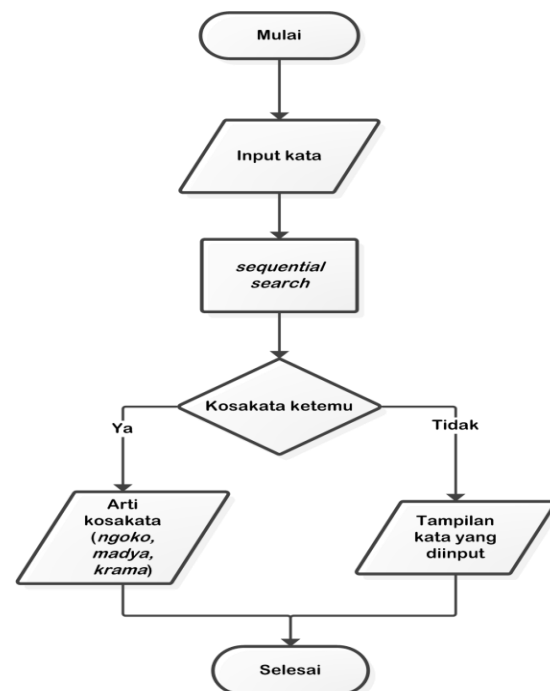 Mulai
Input kata
sequential
search
Kosakata ketemu
Ya
Tidak
Arti
kosakata
(ngoko,
madya,
krama)
Tampilan
kata yang
diinput
Selesai